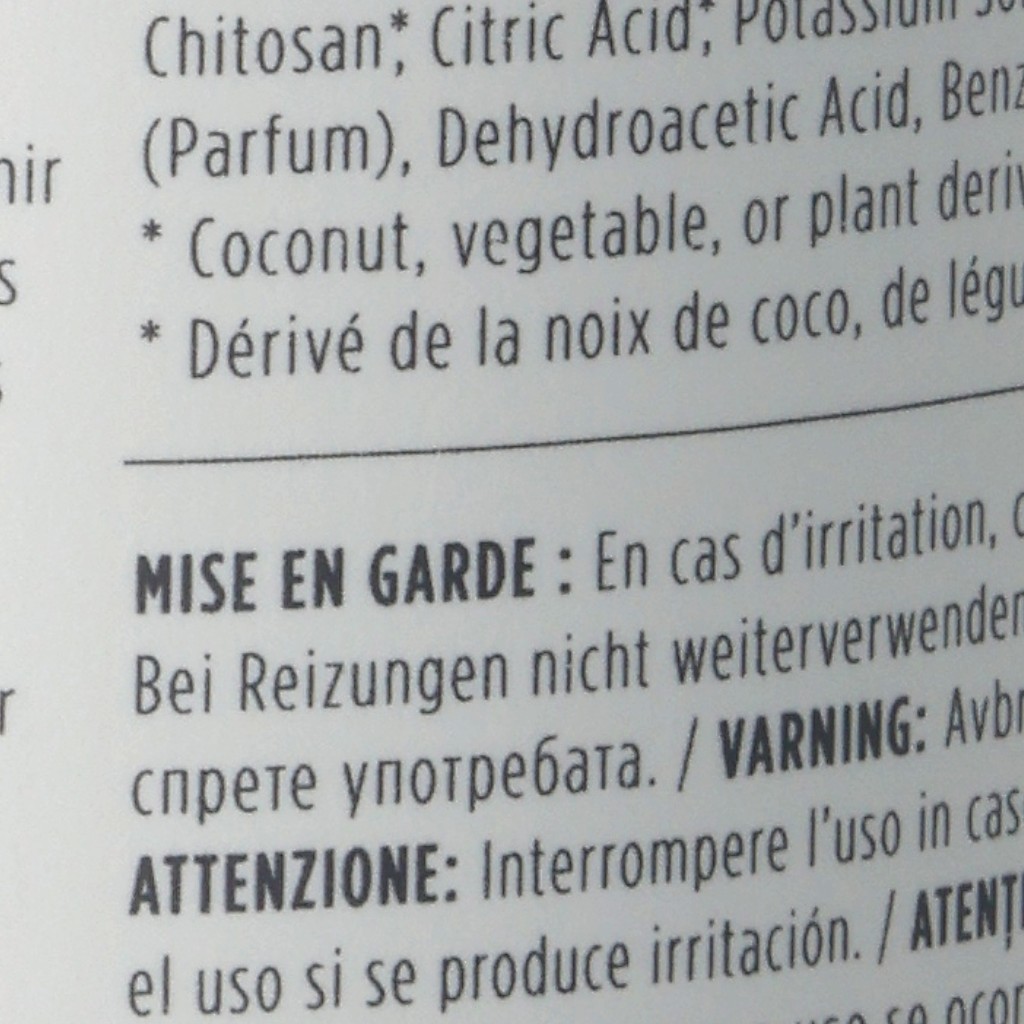 Chitosan*, Citric Acid*, Potassium
(Parfum), Dehydroacetic Acid,
* Coconut, vegetable, or plant
* Dérivé de la noix de coco, de
MISE EN GARDE : En cas d'irritation,
Bei Reizungen nicht weiterverwenden
спрете употребата. / VARNING:
ATTENZIONE: Interrompere l'uso in
el uso si se produce irritación. /